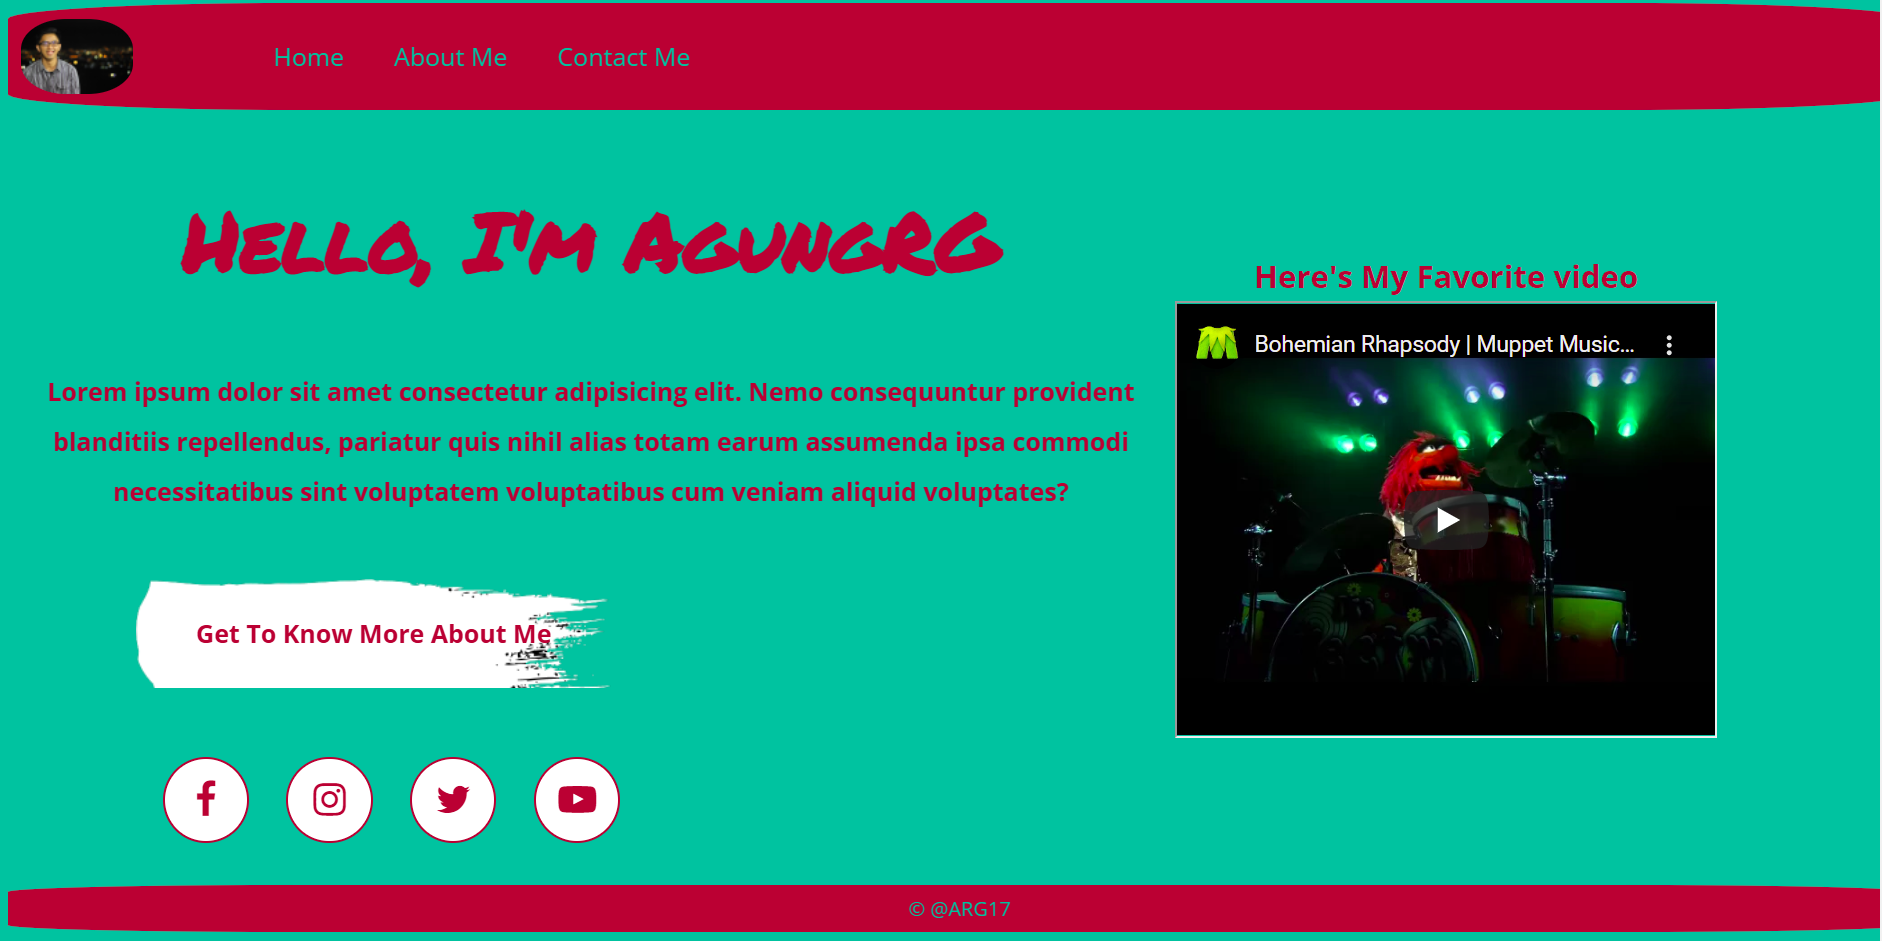 Home About Me Contact Me
Hello, I'm AgungRG
Lorem ipsum dolor sit amet consectetur adipisicing elit. Nemo consequuntur provident
blanditiis repellendus, pariatur quis nihil alias totam earum assumenda ipsa commodi
necessitatibus sint voluptatem voluptatibus cum veniam aliquid voluptates?
Get To Know More About Me
Here's My Favorite video
Bohemian Rhapsody | Muppet Music...
© @ARG17